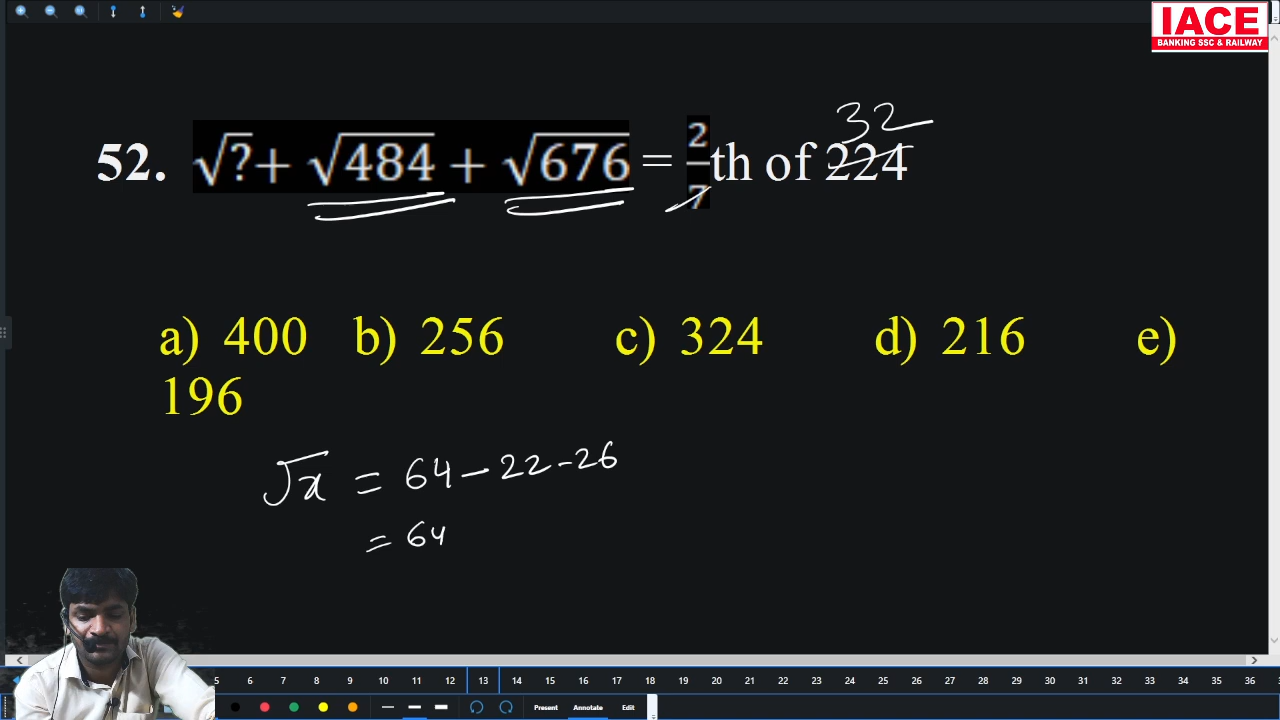 IACE
BANKING SSC & RAILWAY
32
52. √? + √484 + √676 = 2/7 th of 224
a) 400 b) 256 c) 324 d) 216 e)
196
√x = 64 - 22 - 26
= 64
5 6 7 8 9 10 11 12 13 14 15 16 17 18 19 20 21 22 23 24 25 26 27 28 29 30 31 32 33 34 35 36
Present Annotate Edit